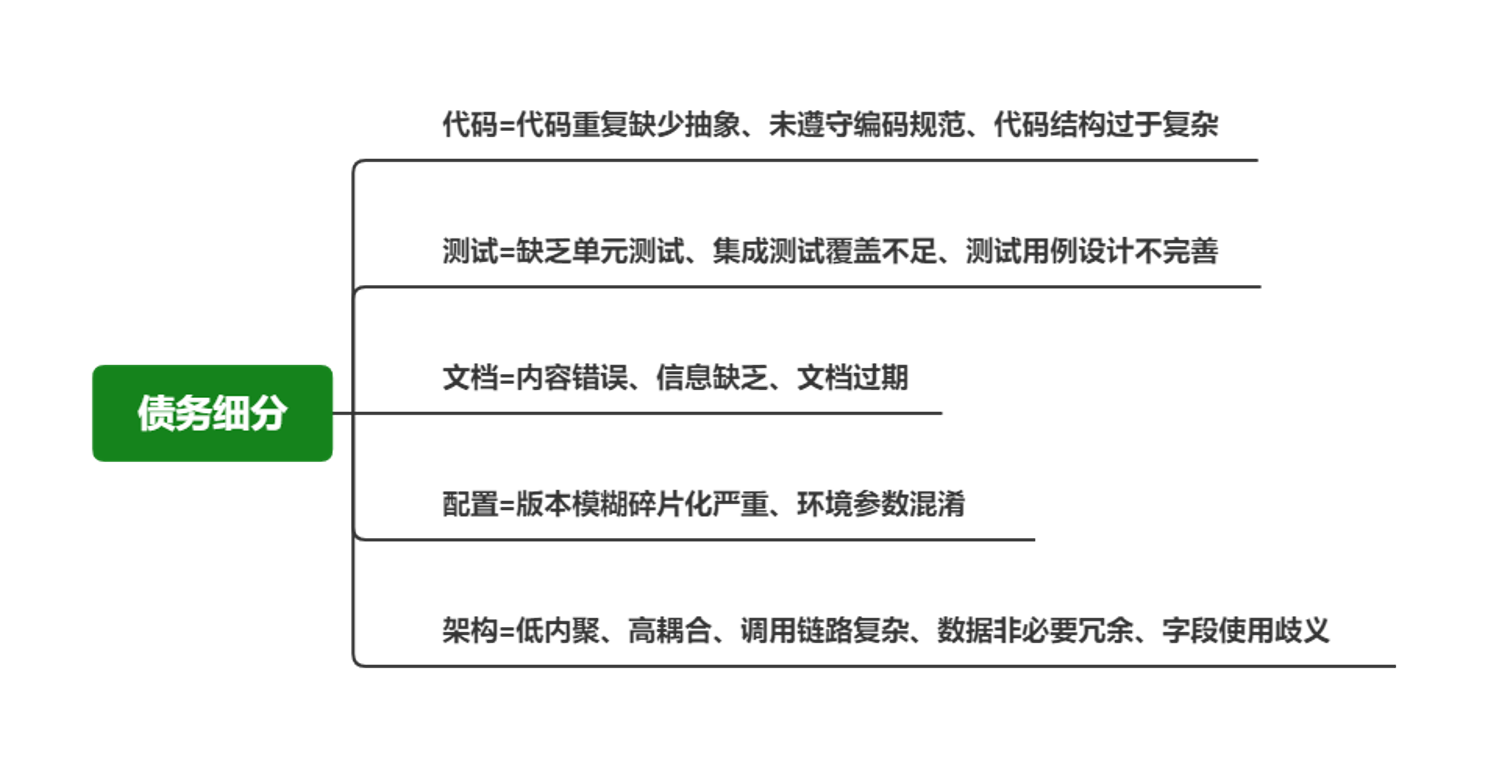 代码=代码重复缺少抽象、未遵守编码规范、代码结构过于复杂
测试=缺乏单元测试、集成测试覆盖不足、测试用例设计不完善
文档=内容错误、信息缺乏、文档过期
债务细分
配置=版本模糊碎片化严重、环境参数混淆
架构=低内聚、高耦合、调用链路复杂、数据非必要冗余、字段使用歧义